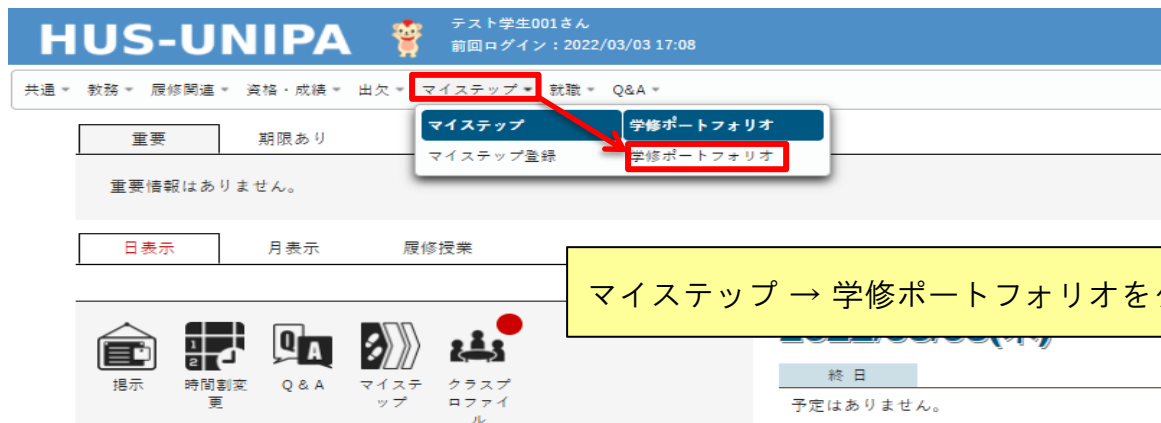 HUS-UNIPA
テスト学生001さん
前回ログイン：2022/03/03 17:08
共通 教務 履修関連 資格・成績 出欠 マイステップ 就職 Q&A
マイステップ 学修ポートフォリオ
マイステップ登録 学修ポートフォリオ
重要 期限あり
重要情報はありません。
日表示 月表示 履修授業
マイステップ → 学修ポートフォリオを
掲示
時間割変
更
Q & A
マイステ
ップ
クラスプ
ロファイ
ル
終日
予定はありません。